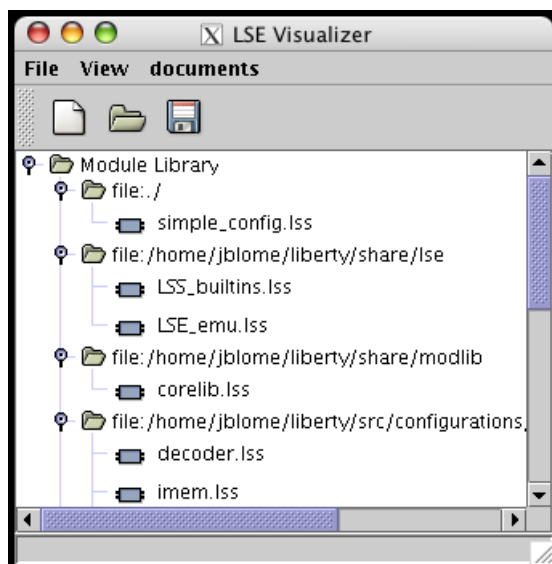 X LSE Visualizer
File View documents
Module Library
file:./
simple_config.lss
file:/home/jblome/liberty/share/lse
LSS_builtins.lss
LSE_emu.lss
file:/home/jblome/liberty/share/modlib
corelib.lss
file:/home/jblome/liberty/src/configurations,
decoder.lss
imem.lss